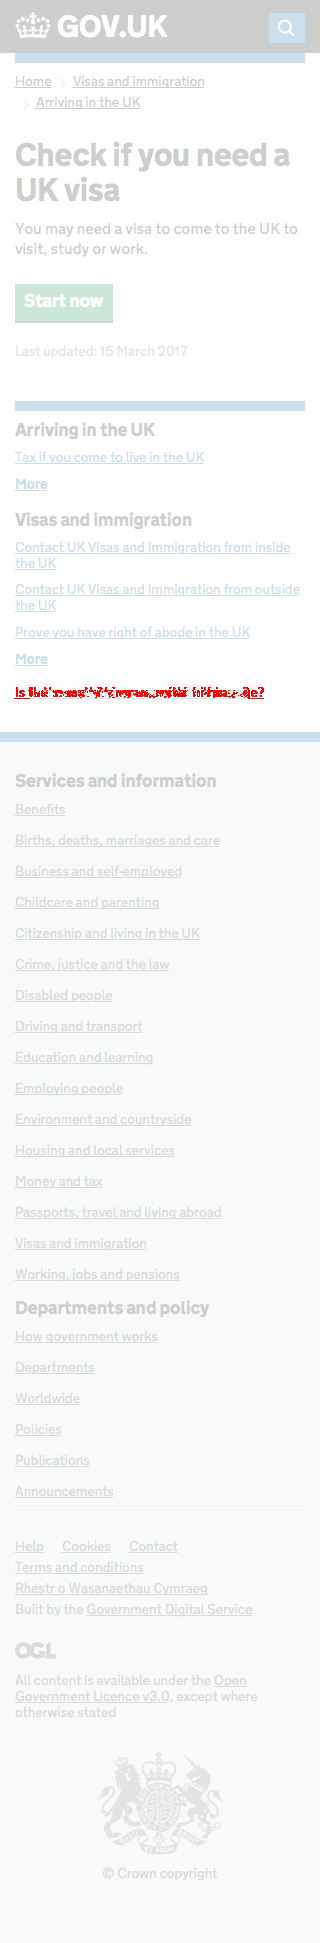 GOV.UK
Home
Visas and immigration
Arriving in the UK
Check if you need a
UK visa
You may need a visa to come to the UK to
visit, study or work.
Start now
Last updated: 15 March 2017
Arriving in the UK
Tax if you come to live in the UK
More
Visas and immigration
Contact UK Visas and Immigration from inside
the UK
Contact UK Visas and Immigration from outside
the UK
Prove you have right of abode in the UK
More
Services and information
Benefits
Births, deaths, marriages and care
Business and self-employed
Childcare and parenting
Citizenship and living in the UK
Crime, justice and the law
Disabled people
Driving and transport
Education and learning
Employing people
Environment and countryside
Housing and local services
Money and tax
Passports, travel and living abroad
Visas and immigration
Working, jobs and pensions
Departments and policy
How government works
Departments
Worldwide
Policies
Publications
Announcements
Help Cookies Contact
Terms and conditions
Rhestr o Wasanaethau Cymraeg
Built by the Government Digital Service
OGL
All content is available under the Open
Government Licence v3.0, except where
otherwise stated
© Crown copyright